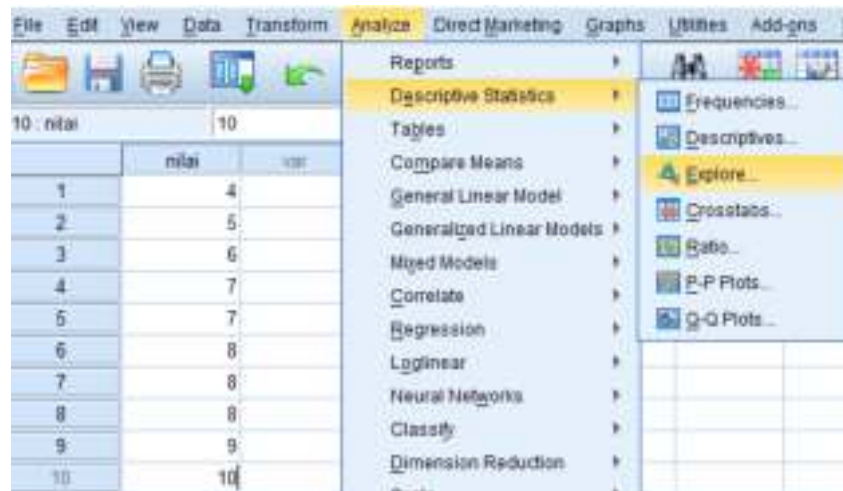 File Edit View Data Transform Analyze Direct Marketing Graphs Utilities Add-ons
10 : nilai 10
nilai var
1 4
2 5
3 6
4 7
5 7
6 8
7 8
8 8
9 9
10 10
Reports
Descriptive Statistics
Tables
Compare Means
General Linear Model
Generalized Linear Models
Mixed Models
Correlate
Regression
Loglinear
Neural Networks
Classify
Dimension Reduction
Frequencies...
Descriptives...
Explore...
Crosstabs...
Ratio...
P-P Plots...
Q-Q Plots...